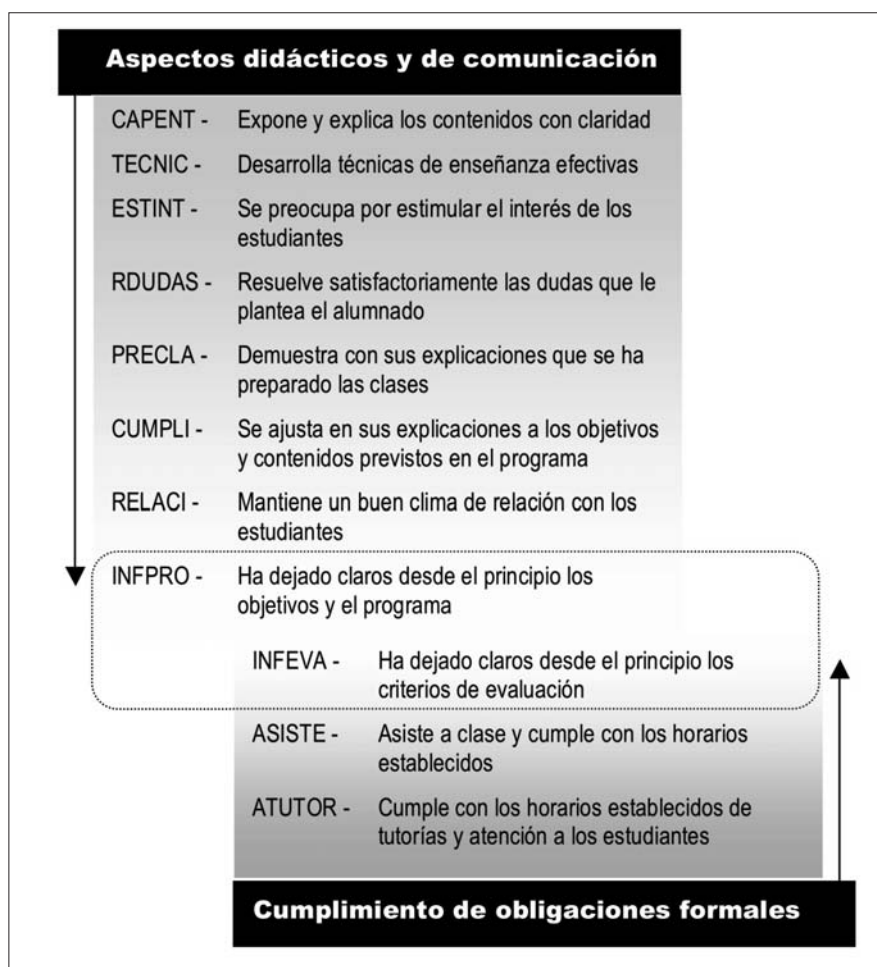 Aspectos didácticos y de comunicación
CAPENT - Expone y explica los contenidos con claridad
TECNIC - Desarrolla técnicas de enseñanza efectivas
ESTINT - Se preocupa por estimular el interés de los
estudiantes
RDUDAS - Resuelve satisfactoriamente las dudas que le
plantea el alumnado
PRECLA - Demuestra con sus explicaciones que se ha
preparado las clases
CUMPLI - Se ajusta en sus explicaciones a los objetivos
y contenidos previstos en el programa
RELACI - Mantiene un buen clima de relación con los
estudiantes
INFPRO - Ha dejado claros desde el principio los
objetivos y el programa
INFEVA - Ha dejado claros desde el principio los
criterios de evaluación
ASISTE - Asiste a clase y cumple con los horarios
establecidos
ATUTOR - Cumple con los horarios establecidos de
tutorías y atención a los estudiantes
Cumplimiento de obligaciones formales